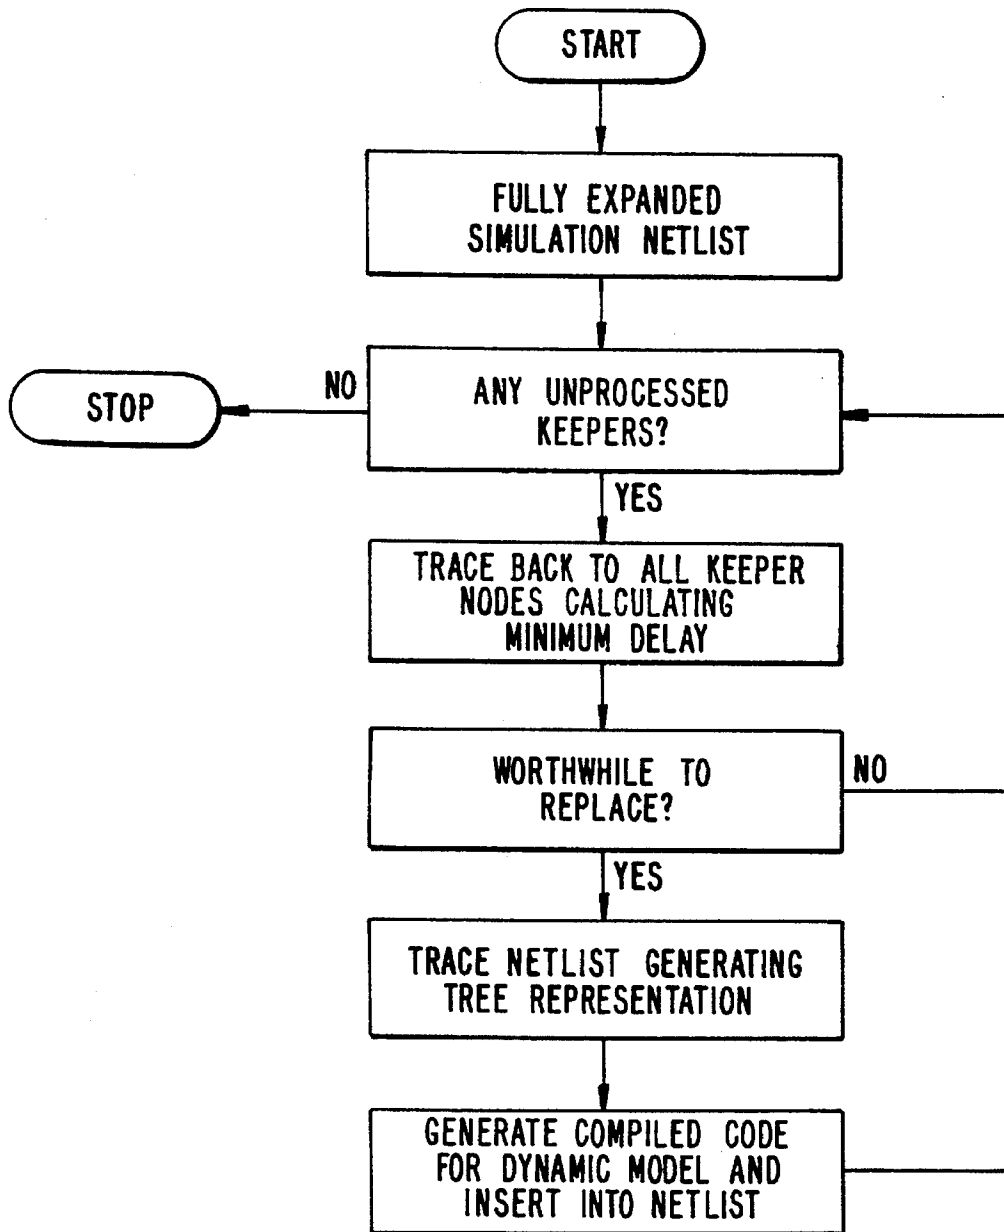 START
FULLY EXPANDED
SIMULATION NETLIST
ANY UNPROCESSED
KEEPERS?
NO
STOP
YES
TRACE BACK TO ALL KEEPER
NODES CALCULATING
MINIMUM DELAY
WORTHWHILE TO
REPLACE?
NO
YES
TRACE NETLIST GENERATING
TREE REPRESENTATION
GENERATE COMPILED CODE
FOR DYNAMIC MODEL AND
INSERT INTO NETLIST